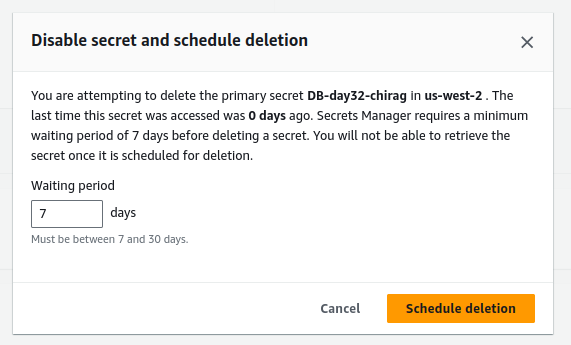 Disable secret and schedule deletion
You are attempting to delete the primary secret DB-day32-chirag in us-west-2 . The
last time this secret was accessed was 0 days ago. Secrets Manager requires a minimum
waiting period of 7 days before deleting a secret. You will not be able to retrieve the
secret once it is scheduled for deletion.
Waiting period
7 days
Must be between 7 and 30 days.
Cancel Schedule deletion